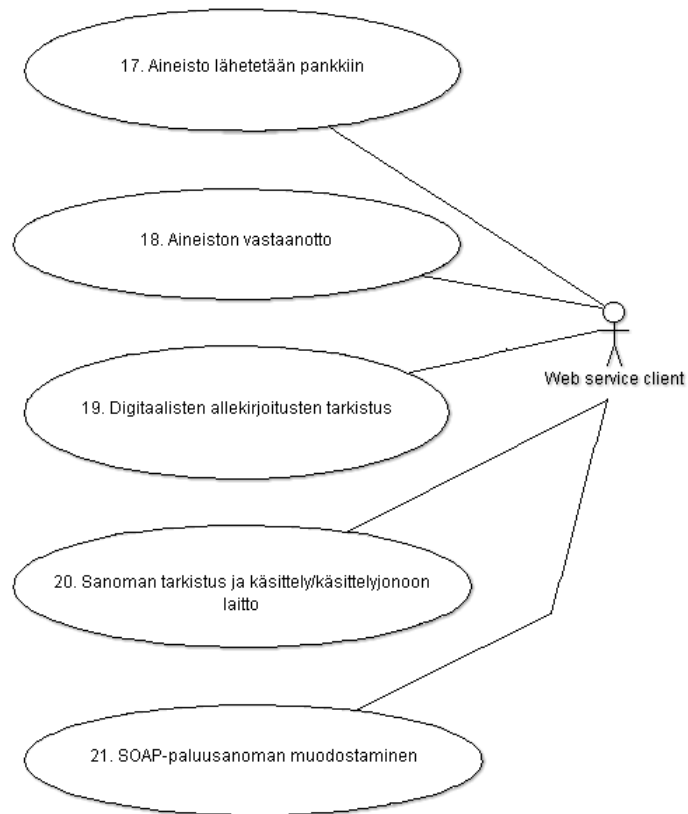 17. Aineisto lähetetään pankkiin
18. Aineiston vastaanotto
Web service client
19. Digitaalisten allekirjoitusten tarkistus
20. Sanoman tarkistus ja käsittely/käsittelyjonoon
laitto
21. SOAP-paluusanoman muodostaminen